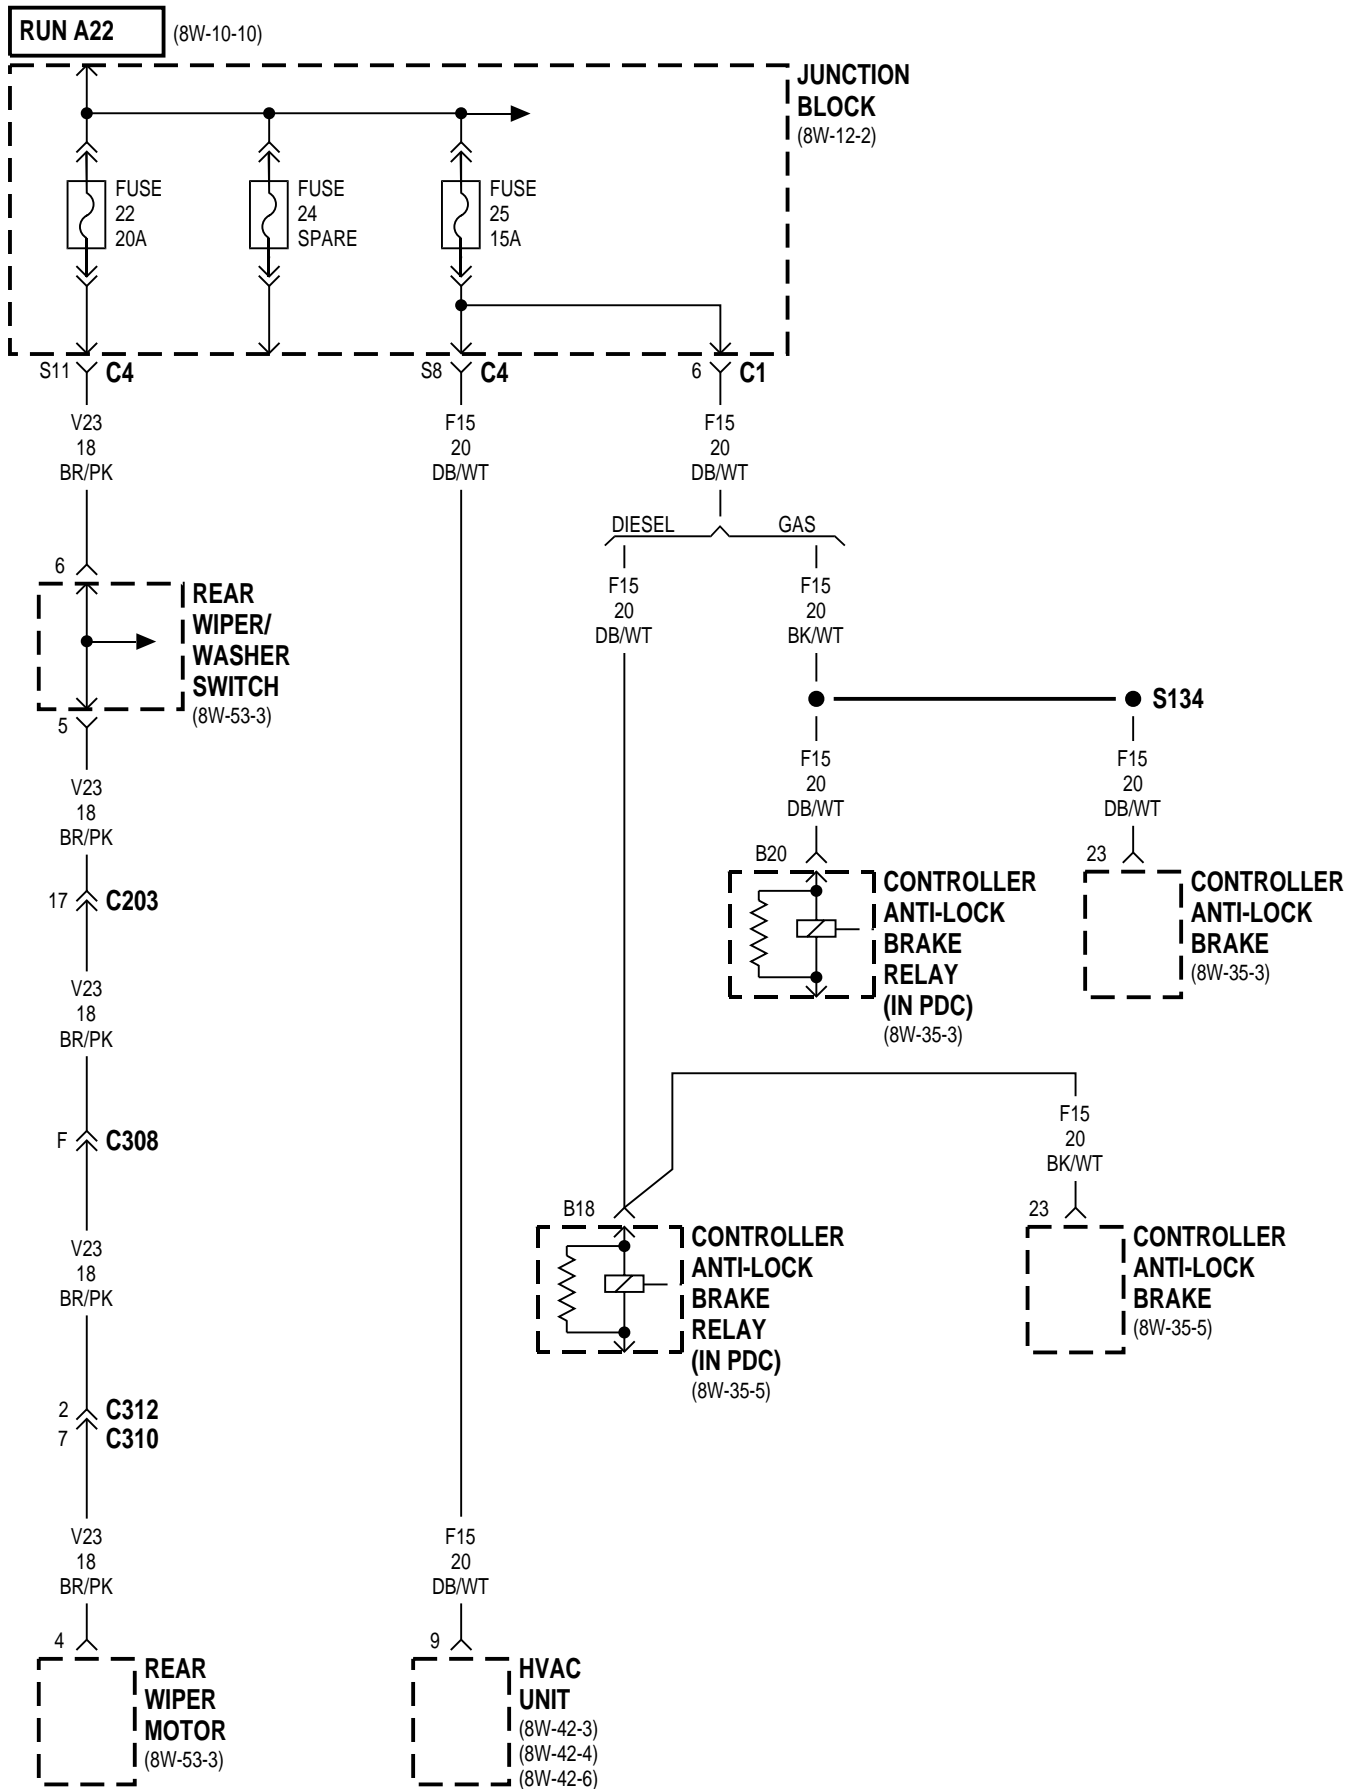 RUN A22
(8W-10-10)
JUNCTION
BLOCK
(8W-12-2)
FUSE
22
20A
FUSE
24
SPARE
FUSE
25
15A
S11
C4
S8
C4
6
C1
V23
18
BR/PK
F15
20
DB/WT
F15
20
DB/WT
DIESEL
GAS
6
REAR
WIPER/
WASHER
SWITCH
(8W-53-3)
5
F15
20
DB/WT
F15
20
BK/WT
S134
V23
18
BR/PK
F15
20
DB/WT
F15
20
DB/WT
17
C203
B20
CONTROLLER
ANTI-LOCK
BRAKE
RELAY
(IN PDC)
(8W-35-3)
23
CONTROLLER
ANTI-LOCK
BRAKE
(8W-35-3)
V23
18
BR/PK
F
C308
F15
20
BK/WT
B18
CONTROLLER
ANTI-LOCK
BRAKE
RELAY
(IN PDC)
(8W-35-5)
23
CONTROLLER
ANTI-LOCK
BRAKE
(8W-35-5)
V23
18
BR/PK
2
C312
7
C310
V23
18
BR/PK
F15
20
DB/WT
4
REAR
WIPER
MOTOR
(8W-53-3)
9
HVAC
UNIT
(8W-42-3)
(8W-42-4)
(8W-42-6)